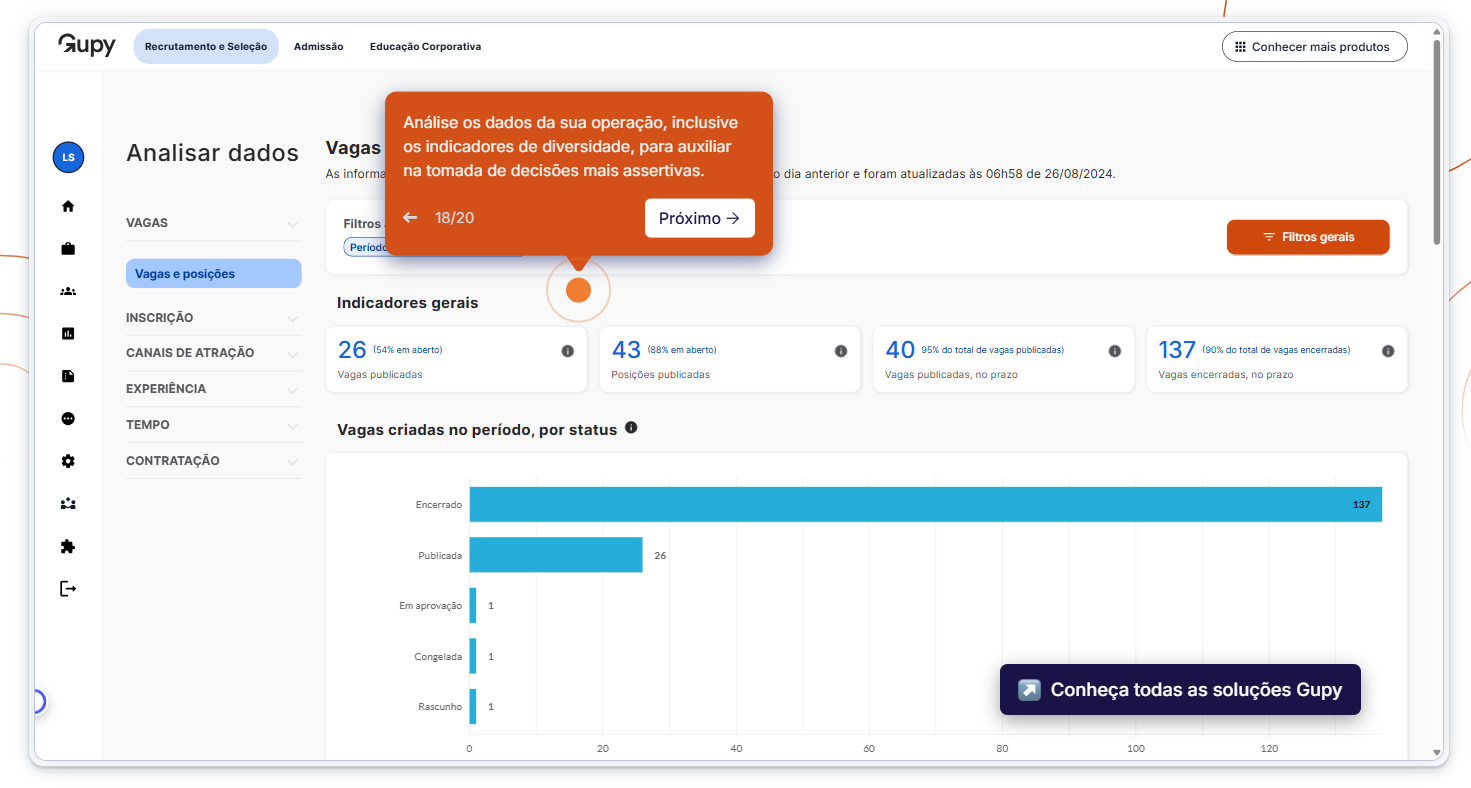 Gupy
Recrutamento e Seleção
Admissão
Educação Corporativa
Conhecer mais produtos
LS
Analisar dados
VAGAS
Vagas e posições
INSCRIÇÃO
CANAIS DE ATRAÇÃO
EXPERIÊNCIA
TEMPO
CONTRATAÇÃO
Análise os dados da sua operação, inclusive
os indicadores de diversidade, para auxiliar
na tomada de decisões mais assertivas.
18/20
Próximo →
Vagas
As informa
o dia anterior e foram atualizadas às 06h58 de 26/08/2024.
Filtros
Período
Filtros gerais
Indicadores gerais
26 (54% em aberto)
Vagas publicadas
43 (88% em aberto)
Posições publicadas
40 95% do total de vagas publicadas)
Vagas publicadas, no prazo
137 (90% do total de vagas encerradas)
Vagas encerradas, no prazo
Vagas criadas no período, por status
Encerrado
137
Publicada
26
Em aprovação
1
Congelada
1
Rascunho
1
0 20 40 60 80 100 120
Conheça todas as soluções Gupy